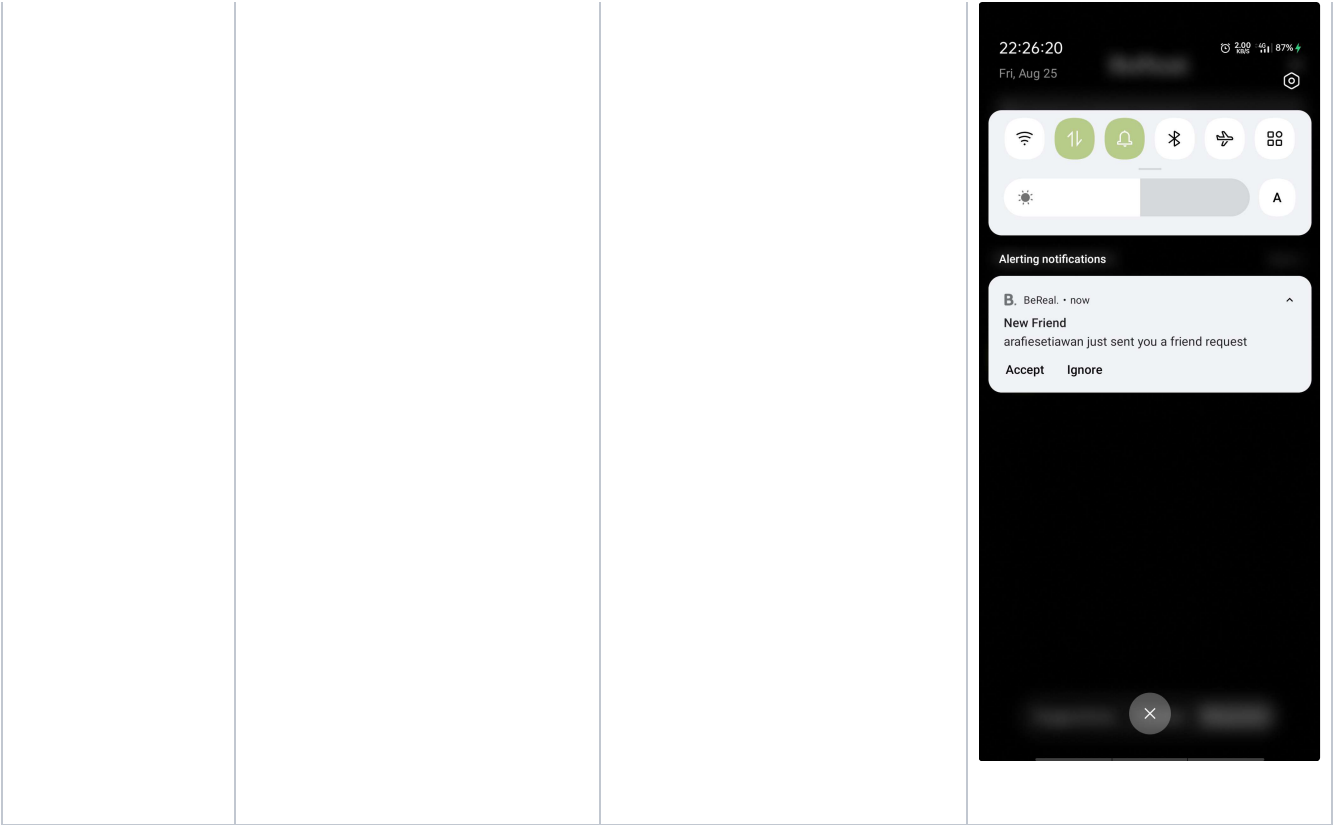 22:26:20
2.00 KB/S 4G 87%
Fri, Aug 25
A
Alerting notifications
B. BeReal. • now
New Friend
arafiesetiawan just sent you a friend request
Accept Ignore